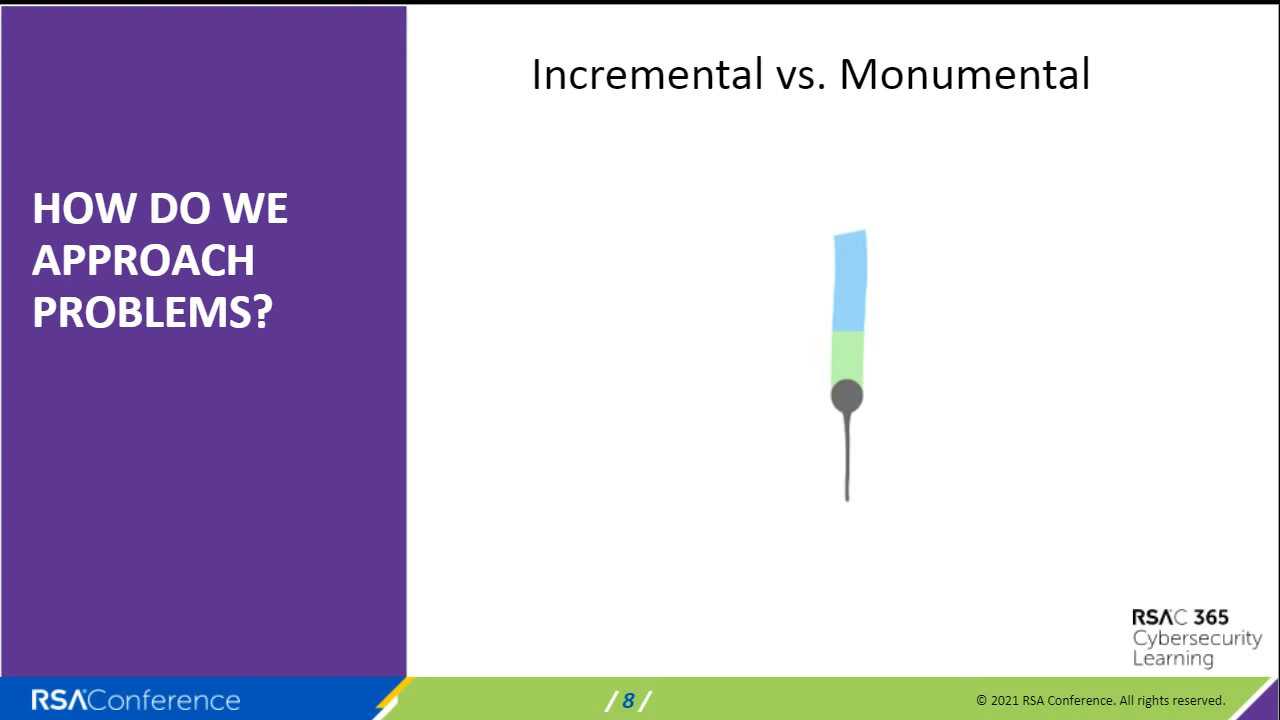 Incremental vs. Monumental
HOW DO WE
APPROACH
PROBLEMS?
RSAC 365
Cybersecurity
Learning
RSAConference
/ 8 /
© 2021 RSA Conference. All rights reserved.